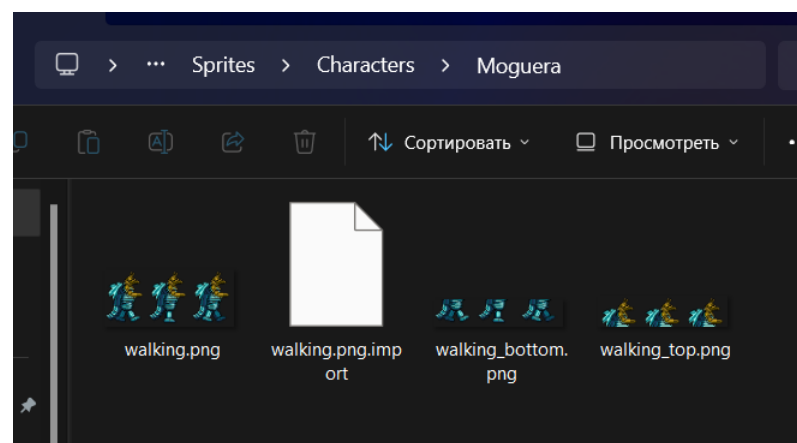 ... Sprites > Characters > Moguera
Сортировать
Просмотреть
walking.png
walking.png.imp
ort
walking_bottom.
png
walking_top.png